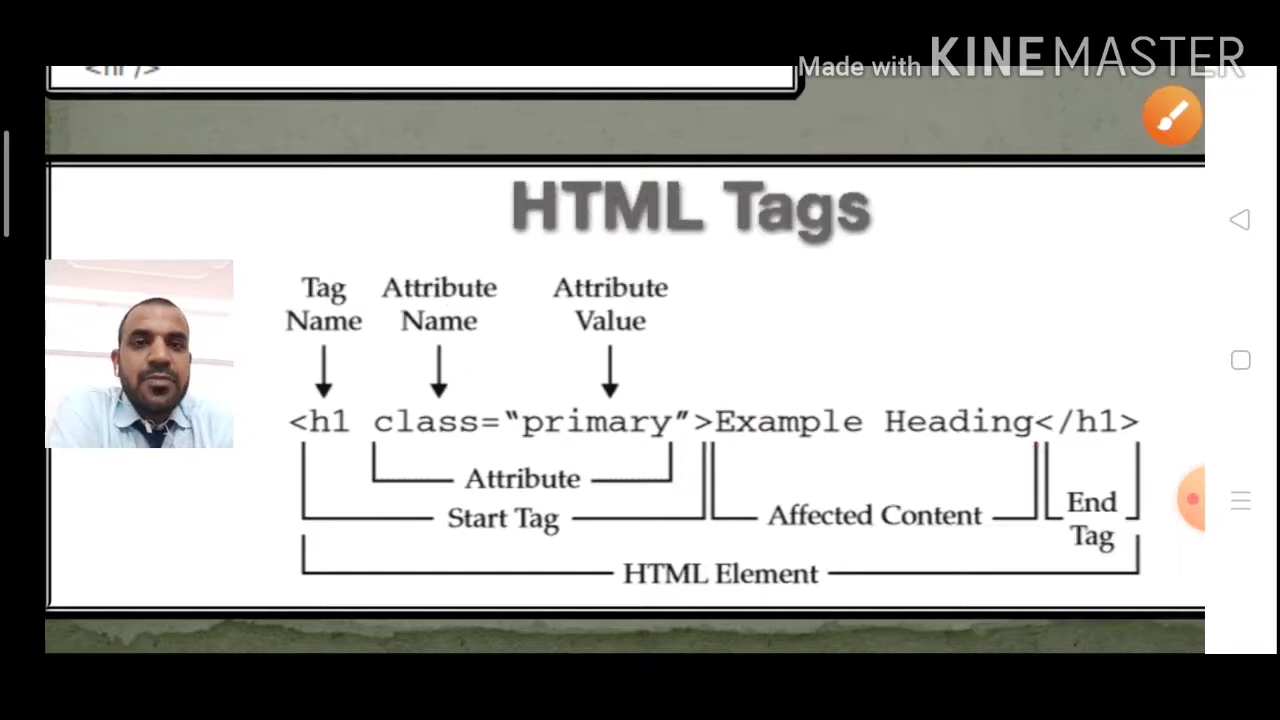 Made with KINEMASTER
<hr />
HTML Tags
Tag Attribute Attribute
Name Name Value
<h1 class=“primary”>Example Heading</h1>
Attribute
Start Tag Affected Content End
Tag
HTML Element